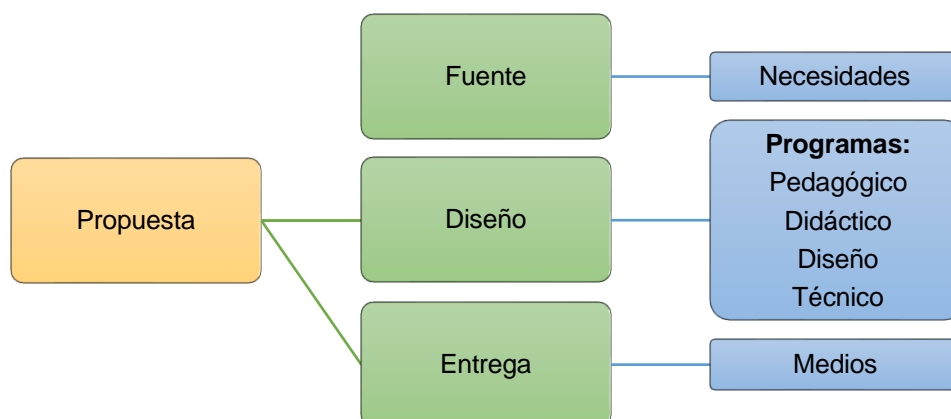 Propuesta
Fuente
Necesidades
Diseño
Programas:
Pedagógico
Didáctico
Diseño
Técnico
Entrega
Medios